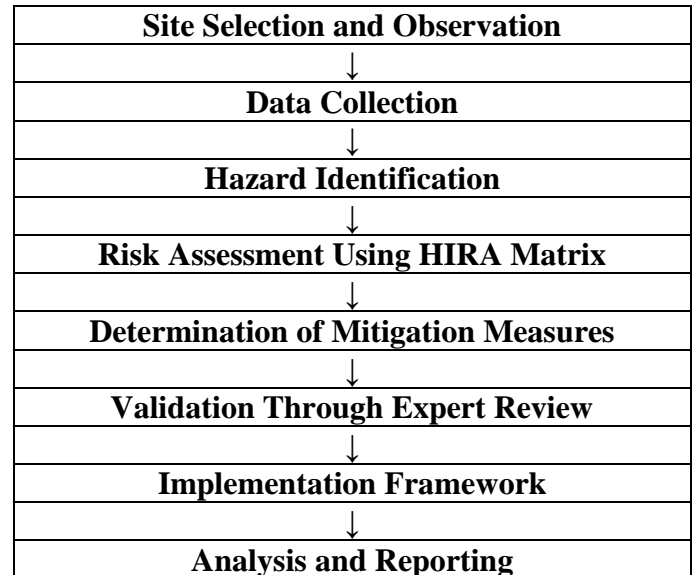 Site Selection and Observation
↓
Data Collection
↓
Hazard Identification
↓
Risk Assessment Using HIRA Matrix
↓
Determination of Mitigation Measures
↓
Validation Through Expert Review
↓
Implementation Framework
↓
Analysis and Reporting